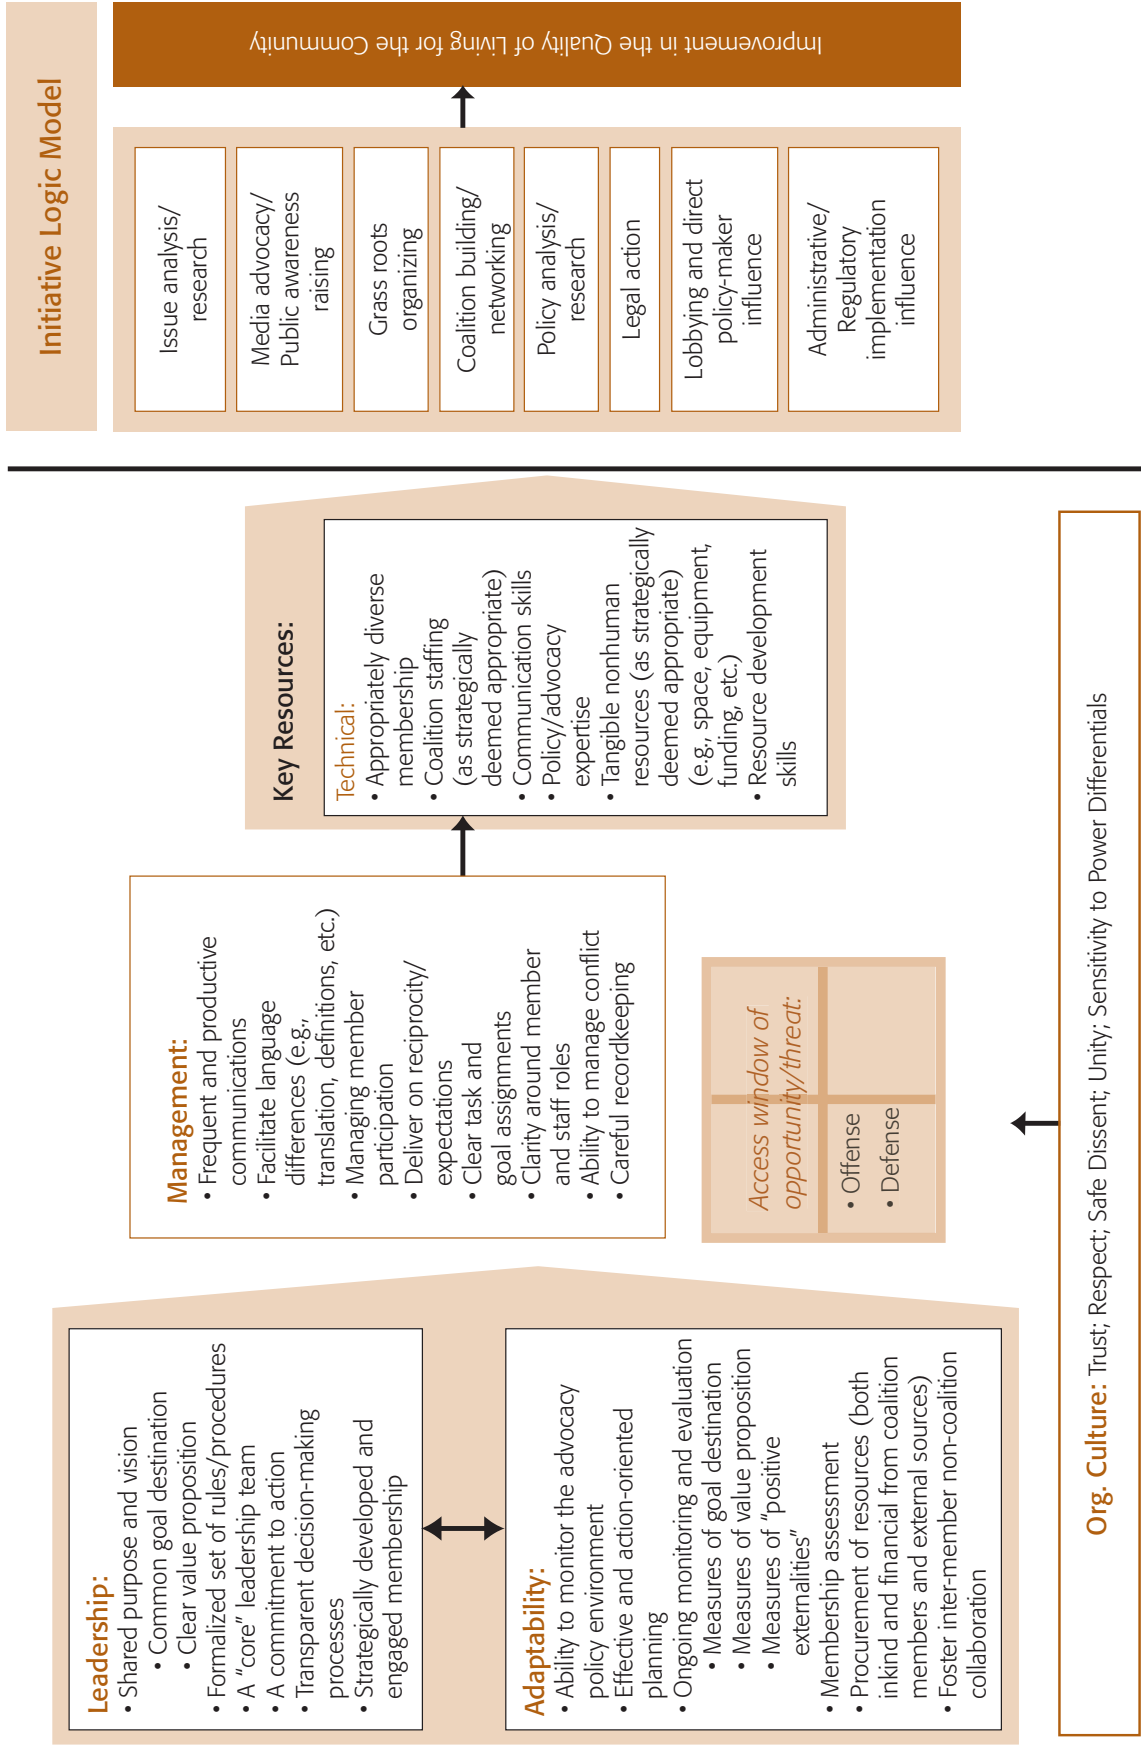 Leadership:
• Shared purpose and vision
• Common goal destination
• Clear value proposition
• Formalized set of rules/procedures
• A “core” leadership team
• A commitment to action
• Transparent decision-making
processes
• Strategically developed and
engaged membership
Adaptability:
• Ability to monitor the advocacy
policy environment
• Effective and action-oriented
planning
• Ongoing monitoring and evaluation
• Measures of goal destination
• Measures of value proposition
• Measures of “positive
externalities”
• Membership assessment
• Procurement of resources (both
inkind and financial from coalition
members and external sources)
• Foster inter-member non-coalition
collaboration
Management:
• Frequent and productive
communications
• Facilitate language
differences (e.g.,
translation, definitions, etc.)
• Managing member
participation
• Deliver on reciprocity/
expectations
• Clear task and
goal assignments
• Clarity around member
and staff roles
• Ability to manage conflict
• Careful recordkeeping
Access window of
opportunity/threat:
• Offense
• Defense
Key Resources:
Technical:
• Appropriately diverse
membership
• Coalition staffing
(as strategically
deemed appropriate)
• Communication skills
• Policy/advocacy
expertise
• Tangible nonhuman
resources (as strategically
deemed appropriate)
(e.g., space, equipment,
funding, etc.)
• Resource development
skills
Org. Culture: Trust; Respect; Safe Dissent; Unity; Sensitivity to Power Differentials
Initiative Logic Model
Issue analysis/
research
Media advocacy/
Public awareness
raising
Grass roots
organizing
Coalition building/
networking
Policy analysis/
research
Legal action
Lobbying and direct
policy-maker
influence
Administrative/
Regulatory
implementation
influence
Improvement in the Quality of Living for the Community